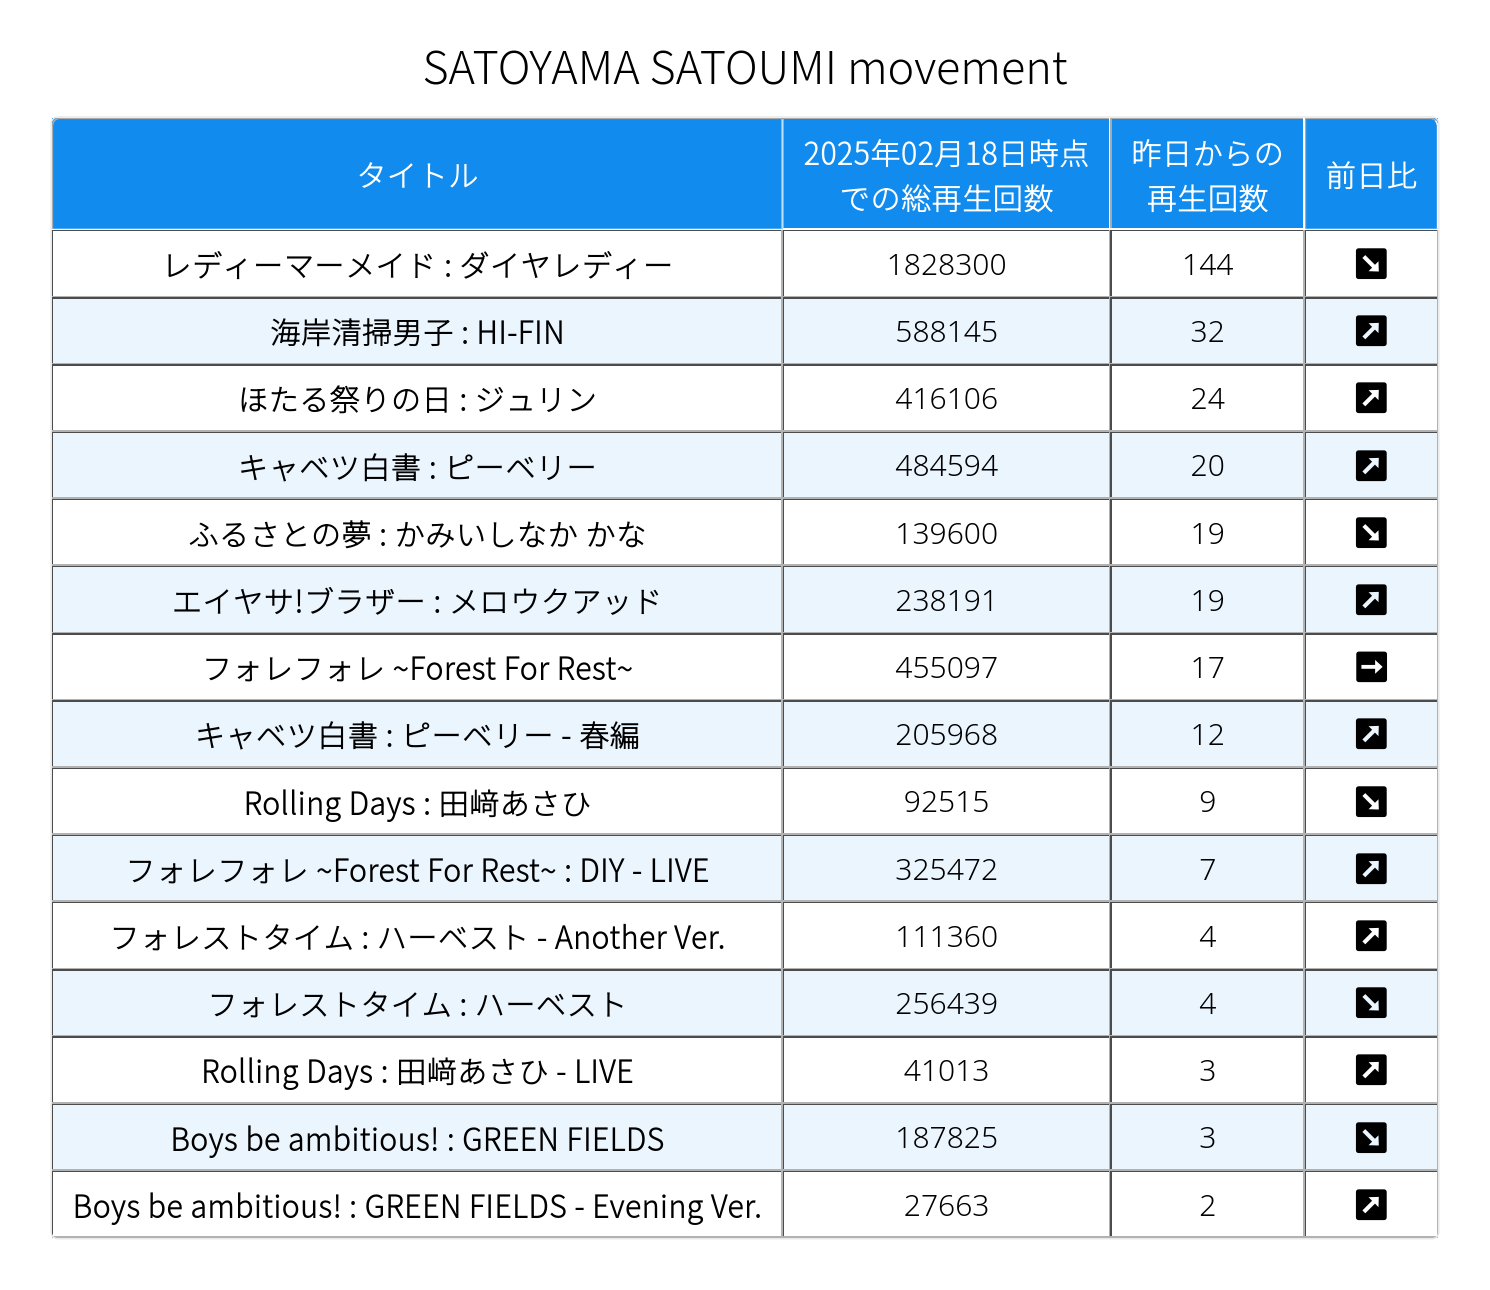 SATOYAMA SATOUMI movement
タイトル
2025年02月18日時点
での総再生回数
昨日からの
再生回数
前日比
レディーマーメイド : ダイヤレディー 1828300 144 ↘
海岸清掃男子 : HI-FIN 588145 32 ↗
ほたる祭りの日 : ジュリン 416106 24 ↗
キャベツ白書 : ピーベリー 484594 20 ↗
ふるさとの夢 : かみいしなか かな 139600 19 ↘
エイヤサ!ブラザー : メロウクアッド 238191 19 ↗
フォレフォレ ~Forest For Rest~ 455097 17 →
キャベツ白書 : ピーベリー - 春編 205968 12 ↗
Rolling Days : 田﨑あさひ 92515 9 ↘
フォレフォレ ~Forest For Rest~ : DIY - LIVE 325472 7 ↗
フォレストタイム : ハーベスト - Another Ver. 111360 4 ↗
フォレストタイム : ハーベスト 256439 4 ↘
Rolling Days : 田﨑あさひ - LIVE 41013 3 ↗
Boys be ambitious! : GREEN FIELDS 187825 3 ↘
Boys be ambitious! : GREEN FIELDS - Evening Ver. 27663 2 ↗